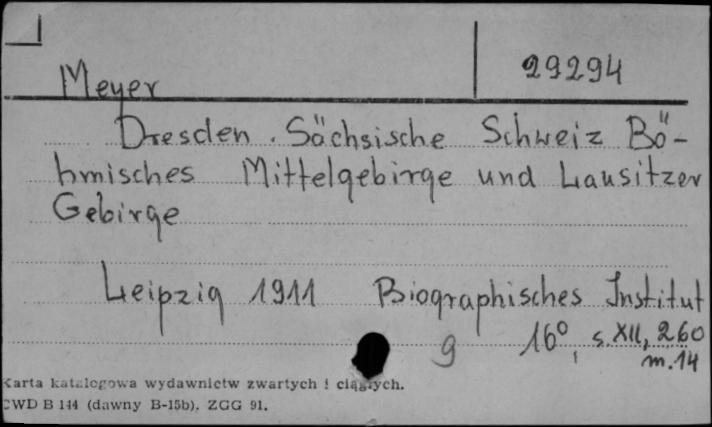 Meyer 29294
Dresden. Sächsische Schweiz Bö-
hmisches Mittelgebirge und Lausitzer
Gebirge
Leipzig 1911 Biographisches Institut
g 16°, s. XII, 260
m. 14
Karta katalogowa wydawnictw zwartych i ciągłych.
CWD B 144 (dawny B-15b). ZGG 91.